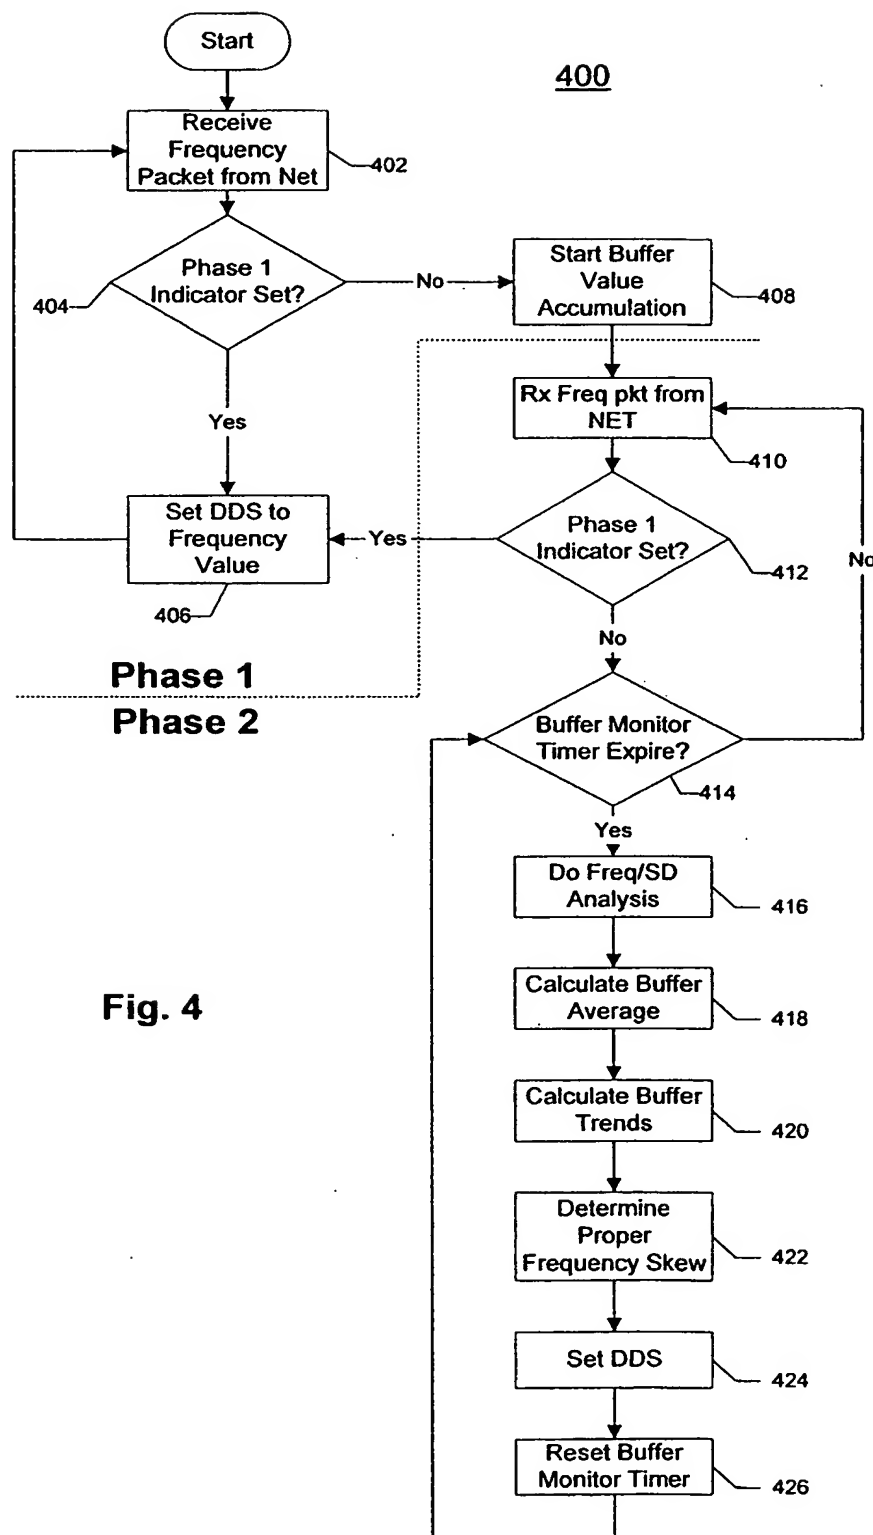 Start
400
Receive
Frequency
Packet from Net
402
Phase 1
Indicator Set?
404
No
Start Buffer
Value
Accumulation
408
Yes
Rx Freq pkt from
NET
410
Set DDS to
Frequency
Value
406
Yes
Phase 1
Indicator Set?
412
No
No
Phase 1
Phase 2
Buffer Monitor
Timer Expire?
414
Yes
Do Freq/SD
Analysis
416
Fig. 4
Calculate Buffer
Average
418
Calculate Buffer
Trends
420
Determine
Proper
Frequency Skew
422
Set DDS
424
Reset Buffer
Monitor Timer
426